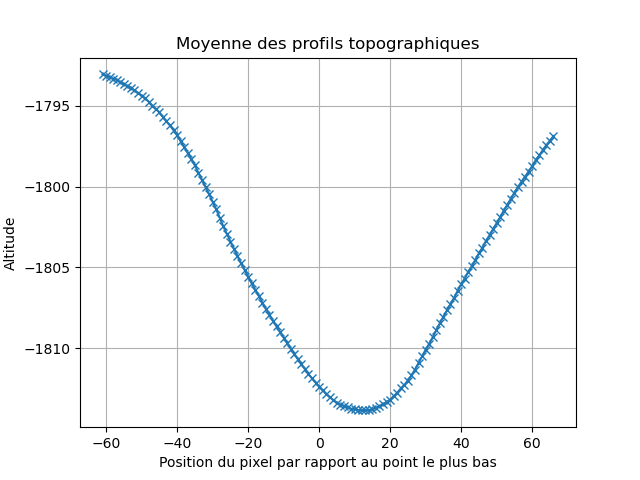 Moyenne des profils topographiques
Altitude
−1795
−1800
−1805
−1810
−60 −40 −20 0 20 40 60
Position du pixel par rapport au point le plus bas